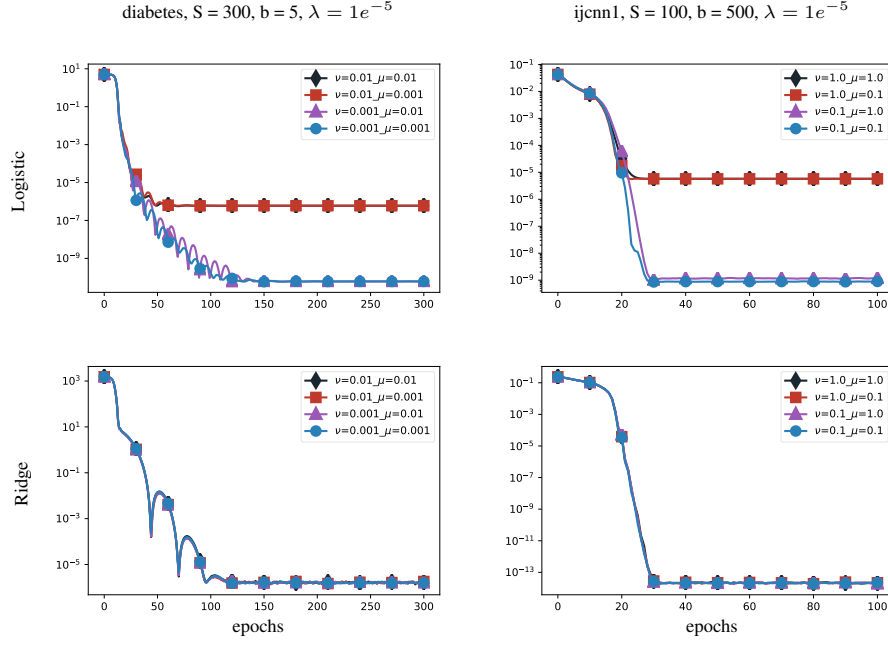 diabetes, S = 300, b = 5, λ = 1e⁻⁵
ijcnn1, S = 100, b = 500, λ = 1e⁻⁵
Logistic
10¹
10⁻¹
10⁻³
10⁻⁵
10⁻⁷
10⁻⁹
0 50 100 150 200 250 300
ν=0.01_μ=0.01
ν=0.01_μ=0.001
ν=0.001_μ=0.01
ν=0.001_μ=0.001
10⁻¹
10⁻²
10⁻³
10⁻⁴
10⁻⁵
10⁻⁶
10⁻⁷
10⁻⁸
10⁻⁹
0 20 40 60 80 100
ν=1.0_μ=1.0
ν=1.0_μ=0.1
ν=0.1_μ=1.0
ν=0.1_μ=0.1
Ridge
10³
10¹
10⁻¹
10⁻³
10⁻⁵
0 50 100 150 200 250 300
epochs
ν=0.01_μ=0.01
ν=0.01_μ=0.001
ν=0.001_μ=0.01
ν=0.001_μ=0.001
10⁻¹
10⁻³
10⁻⁵
10⁻⁷
10⁻⁹
10⁻¹¹
10⁻¹³
0 20 40 60 80 100
epochs
ν=1.0_μ=1.0
ν=1.0_μ=0.1
ν=0.1_μ=1.0
ν=0.1_μ=0.1